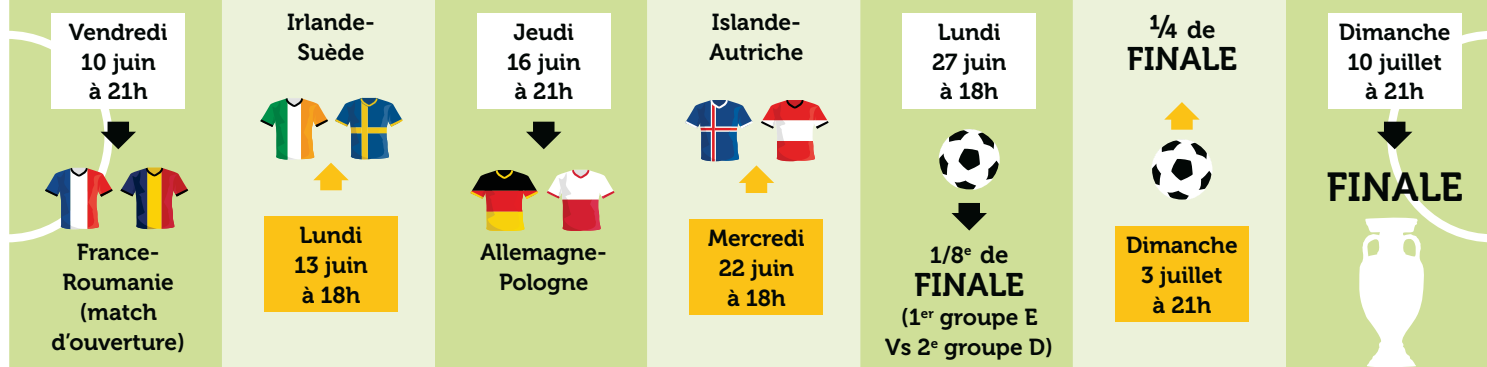 Vendredi
10 juin
à 21h
France-
Roumanie
(match
d'ouverture)
Irlande-
Suède
Lundi
13 juin
à 18h
Jeudi
16 juin
à 21h
Allemagne-
Pologne
Islande-
Autriche
Mercredi
22 juin
à 18h
Lundi
27 juin
à 18h
1/8e de
FINALE
(1er groupe E
Vs 2e groupe D)
¼ de
FINALE
Dimanche
3 juillet
à 21h
Dimanche
10 juillet
à 21h
FINALE